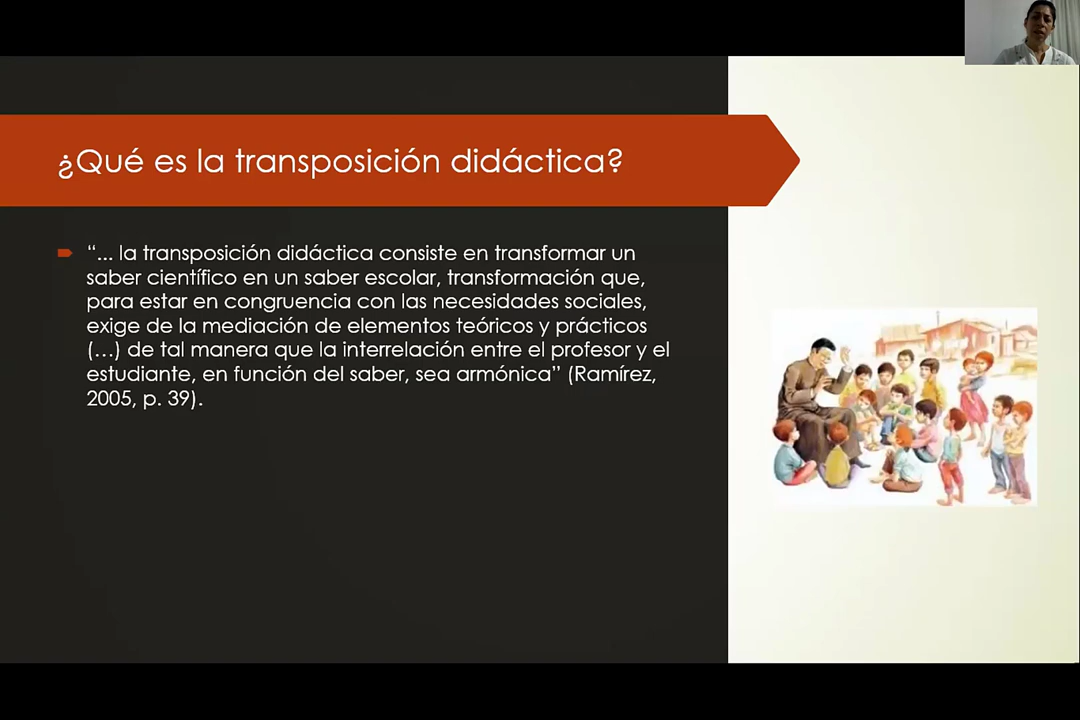 ¿Qué es la transposición didáctica?
“... la transposición didáctica consiste en transformar un
saber científico en un saber escolar, transformación que,
para estar en congruencia con las necesidades sociales,
exige de la mediación de elementos teóricos y prácticos
(...) de tal manera que la interrelación entre el profesor y el
estudiante, en función del saber, sea armónica” (Ramírez,
2005, p. 39).